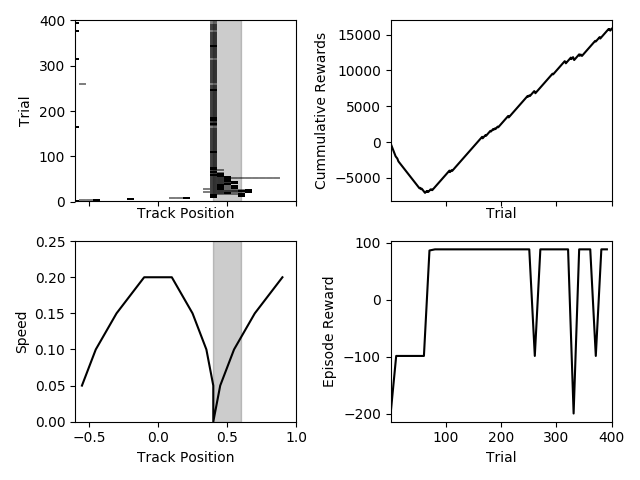 400
300
200
100
0
Trial
Track Position
15000
10000
5000
0
−5000
Cummulative Rewards
Trial
0.25
0.20
0.15
0.10
0.05
0.00
Speed
−0.5 0.0 0.5 1.0
Track Position
100
0
−100
−200
Episode Reward
100 200 300 400
Trial